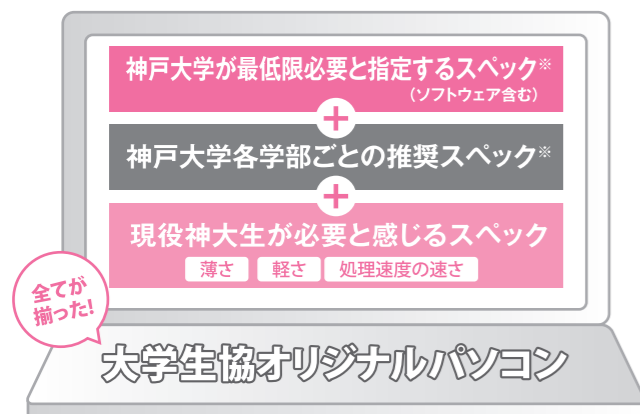 神戸大学が最低限必要と指定するスペック※
（ソフトウェア含む）
+
神戸大学各学部ごとの推奨スペック※
+
現役神大生が必要と感じるスペック
薄さ 軽さ 処理速度の速さ
全てが
揃った!
大学生協オリジナルパソコン